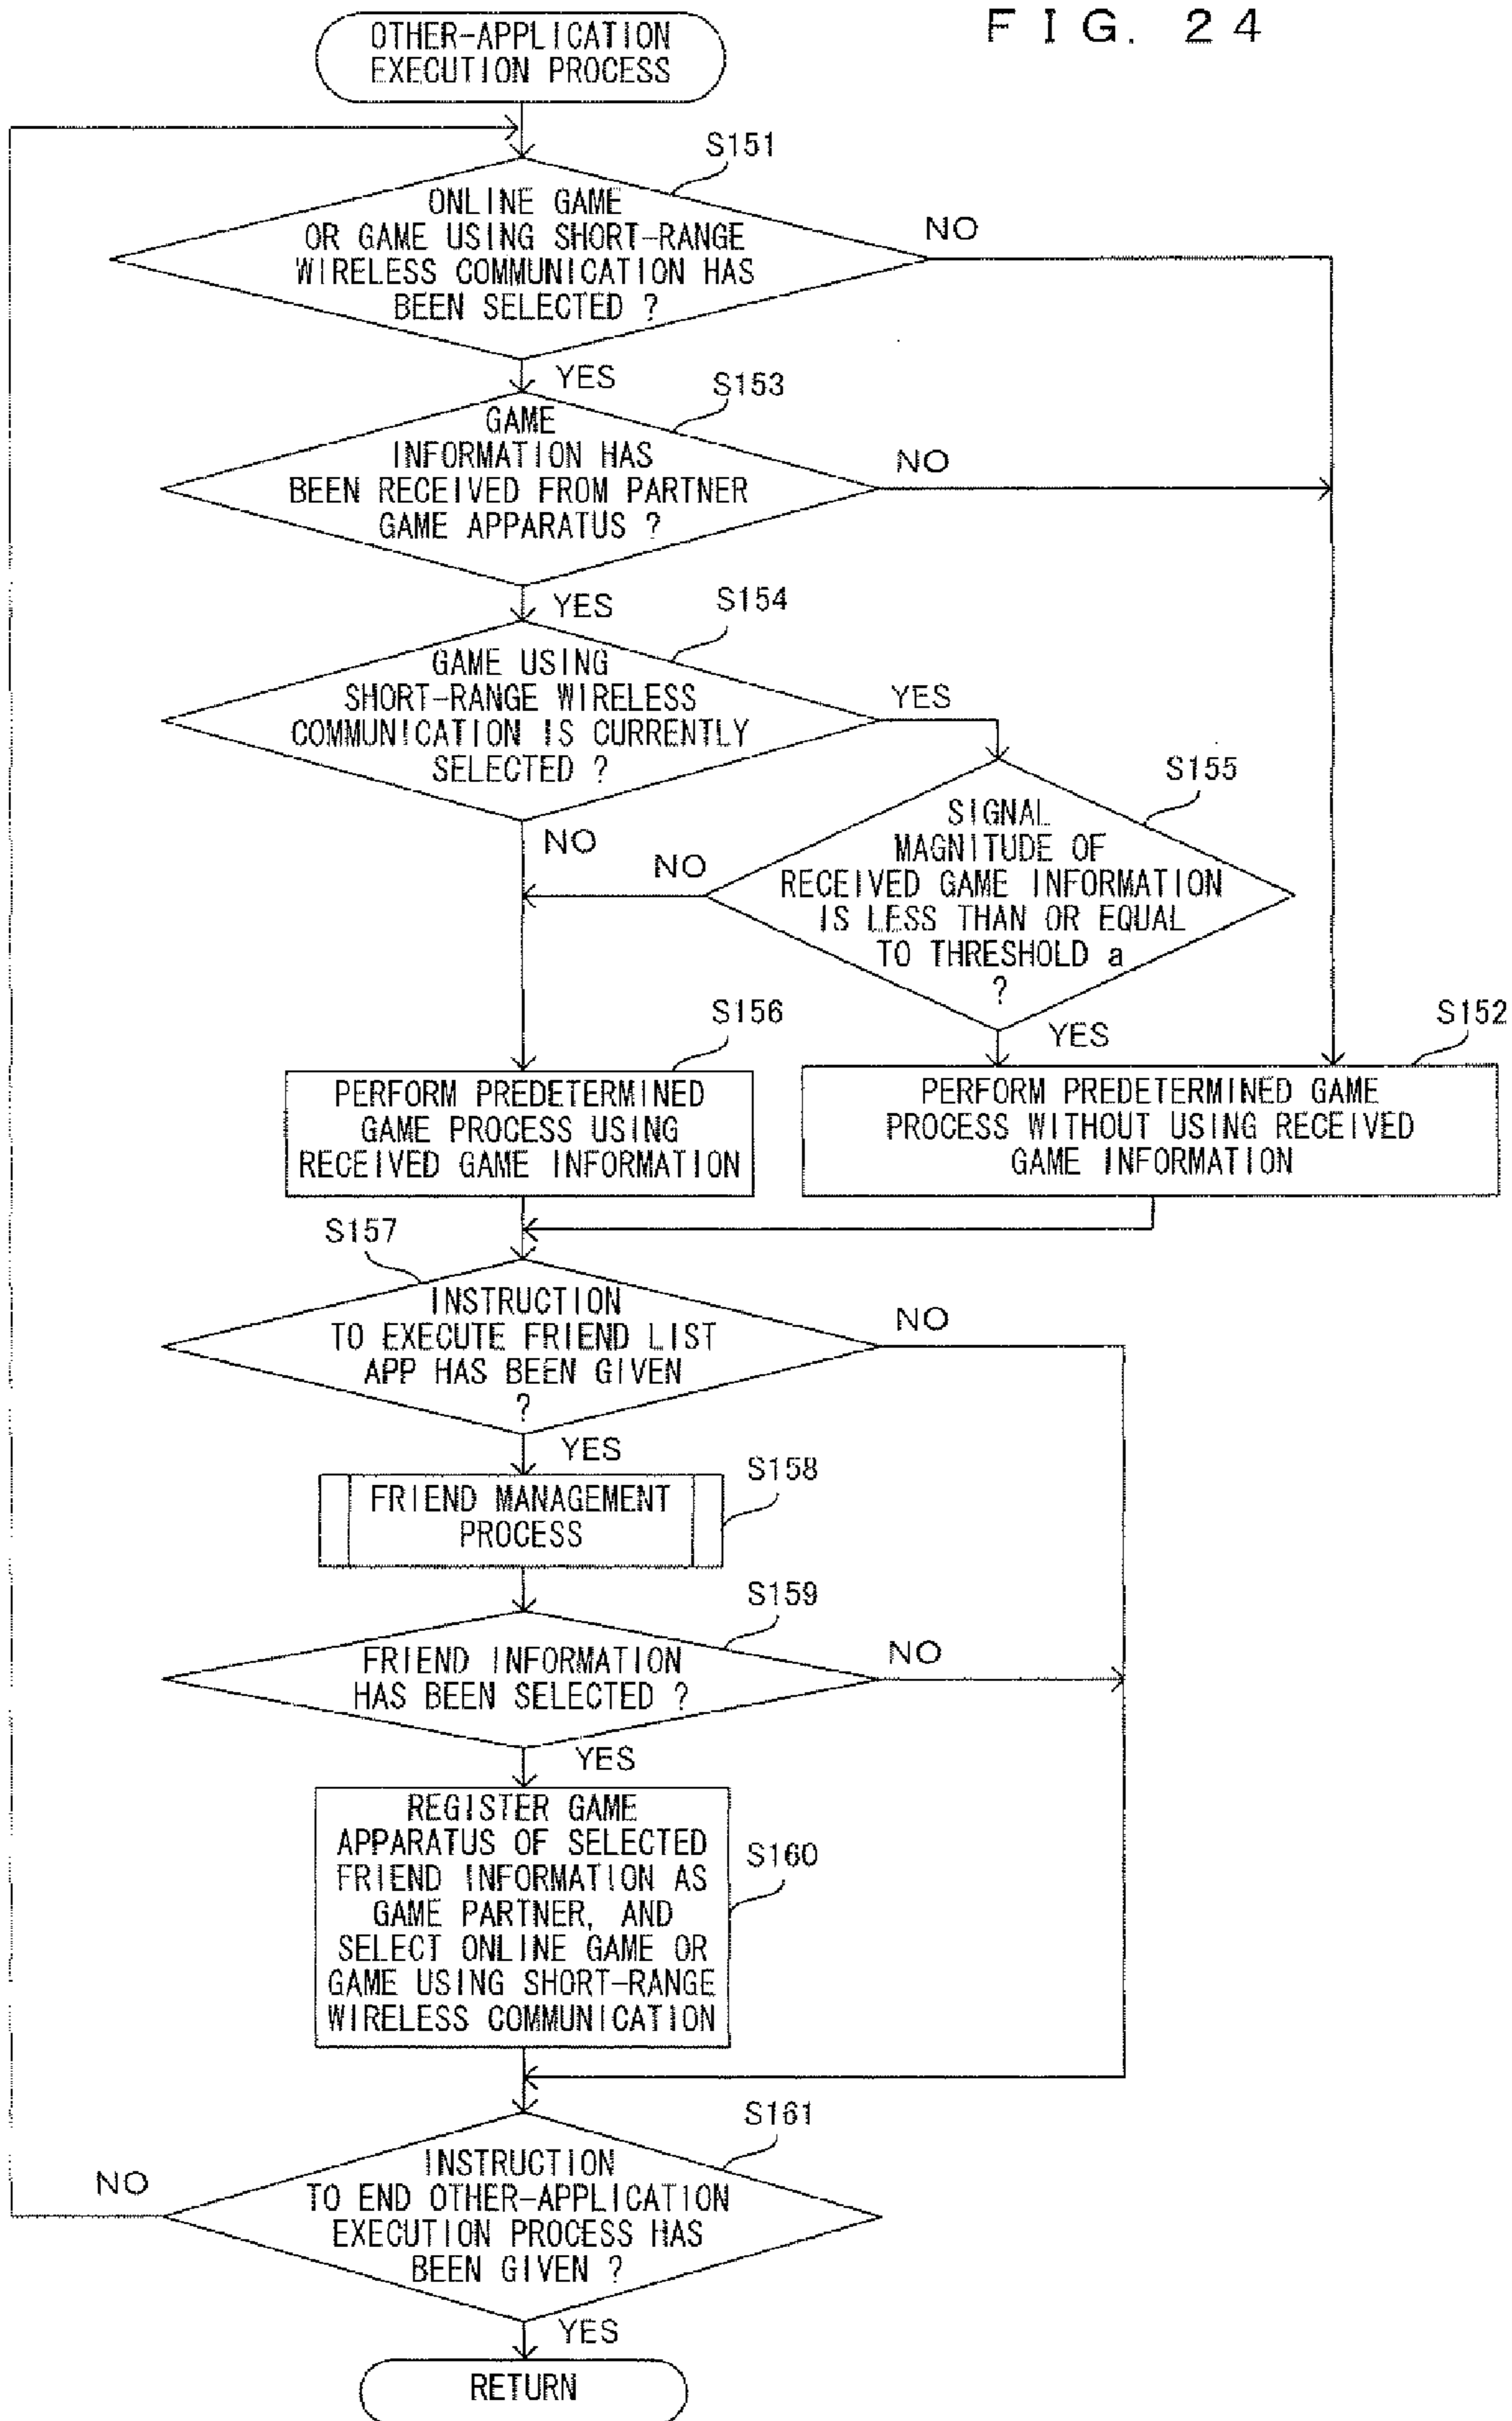 FIG. 24
OTHER-APPLICATION
EXECUTION PROCESS
S151
ONLINE GAME
OR GAME USING SHORT-RANGE
WIRELESS COMMUNICATION HAS
BEEN SELECTED ?
NO
YES
S153
GAME
INFORMATION HAS
BEEN RECEIVED FROM PARTNER
GAME APPARATUS ?
NO
YES
S154
GAME USING
SHORT-RANGE WIRELESS
COMMUNICATION IS CURRENTLY
SELECTED ?
YES
NO
S155
SIGNAL
MAGNITUDE OF
RECEIVED GAME INFORMATION
IS LESS THAN OR EQUAL
TO THRESHOLD a
?
NO
YES
S156
PERFORM PREDETERMINED
GAME PROCESS USING
RECEIVED GAME INFORMATION
S152
PERFORM PREDETERMINED GAME
PROCESS WITHOUT USING RECEIVED
GAME INFORMATION
S157
INSTRUCTION
TO EXECUTE FRIEND LIST
APP HAS BEEN GIVEN
?
NO
YES
S158
FRIEND MANAGEMENT
PROCESS
S159
FRIEND INFORMATION
HAS BEEN SELECTED ?
NO
YES
S160
REGISTER GAME
APPARATUS OF SELECTED
FRIEND INFORMATION AS
GAME PARTNER, AND
SELECT ONLINE GAME OR
GAME USING SHORT-RANGE
WIRELESS COMMUNICATION
S161
INSTRUCTION
TO END OTHER-APPLICATION
EXECUTION PROCESS HAS
BEEN GIVEN ?
NO
YES
RETURN